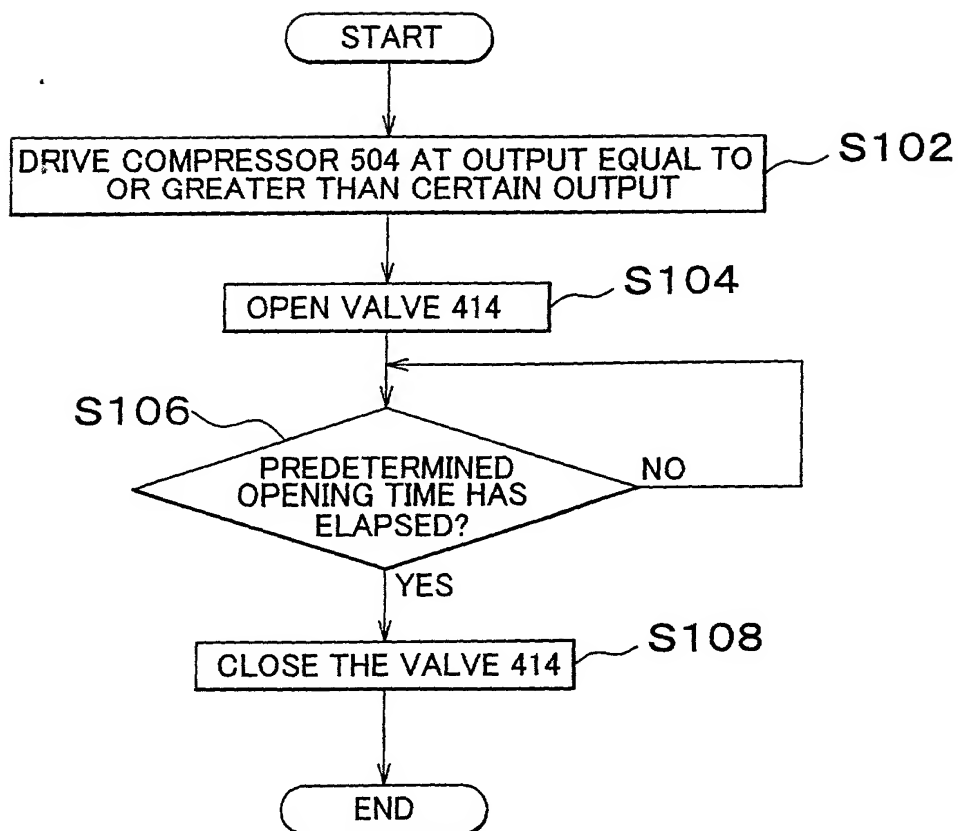 START
DRIVE COMPRESSOR 504 AT OUTPUT EQUAL TO
OR GREATER THAN CERTAIN OUTPUT
S102
OPEN VALVE 414
S104
S106
PREDETERMINED
OPENING TIME HAS
ELAPSED?
NO
YES
CLOSE THE VALVE 414
S108
END